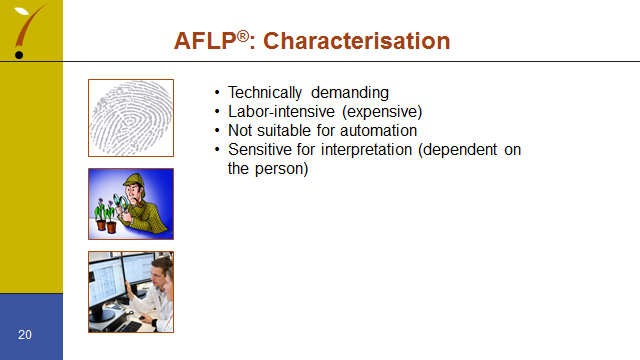 AFLP®: Characterisation
• Technically demanding
• Labor-intensive (expensive)
• Not suitable for automation
• Sensitive for interpretation (dependent on
the person)
20